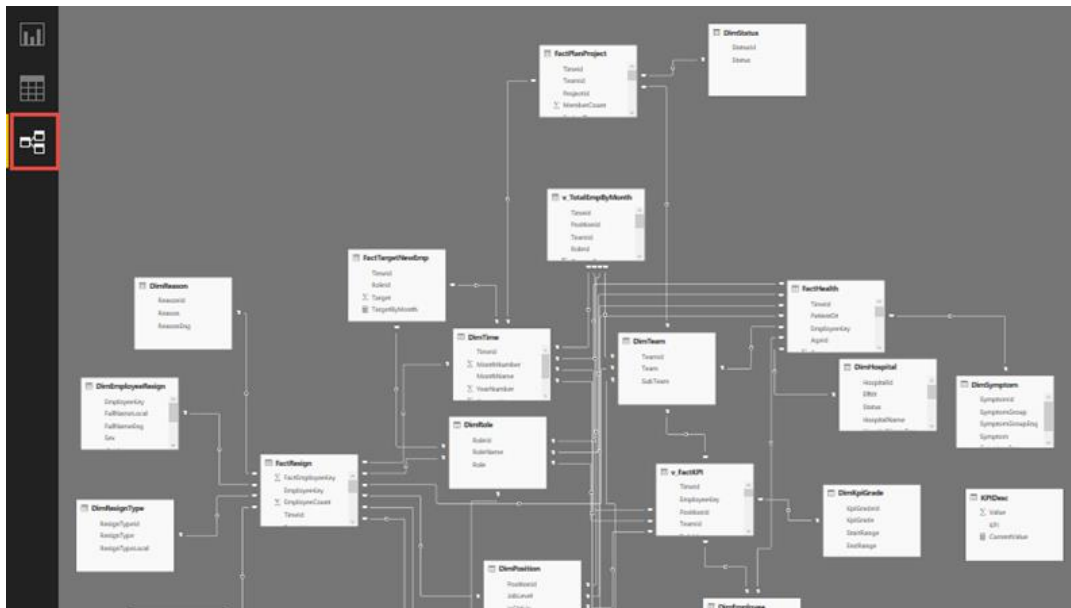 DimStatus
StatusId
Status
FactPlanProject
TimeId
TeamId
ProjectId
MemberCount
v_TotalEmpByMonth
TimeId
PositionId
TeamId
RoleId
FactTargetNewEmp
TimeId
RoleId
Target
TargetByMonth
DimReason
ReasonId
Reason
ReasonEng
FactHealth
TimeId
EmployeeKey
AgeId
DimTime
TimeId
MonthNumber
MonthName
YearNumber
DimTeam
TeamId
Team
SubTeam
DimHospital
HospitalId
Status
HospitalName
DimEmployeeResign
EmployeeKey
FullNameLocal
FullNameEng
Sex
DimSymptom
SymptomId
SymptomGroup
SymptomGroupEng
Symptom
DimRole
RoleId
RoleName
Role
FactResign
FactEmployeeKey
EmployeeKey
EmployeeCount
TimeId
v_FactKPI
TimeId
EmployeeKey
PositionId
TeamId
DimKpiGrade
KpiGradeId
KpiGrade
StartRange
EndRange
KPIDesc
Value
KPI
CurrentValue
DimResignType
ResignTypeId
ResignType
ResignTypeLocal
DimPosition
PositionId
JobLevel
DimEmployee